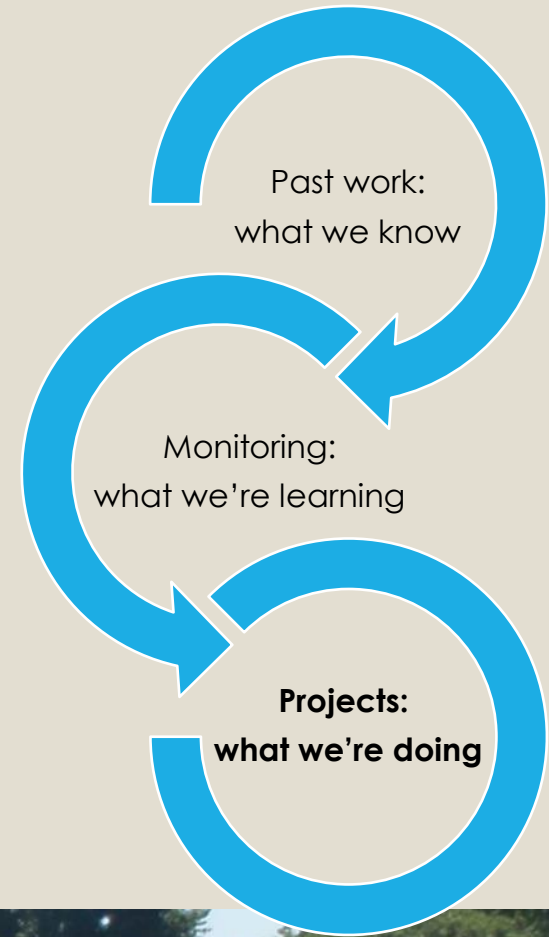 Past work:
what we know
Monitoring:
what we're learning
Projects:
what we're doing